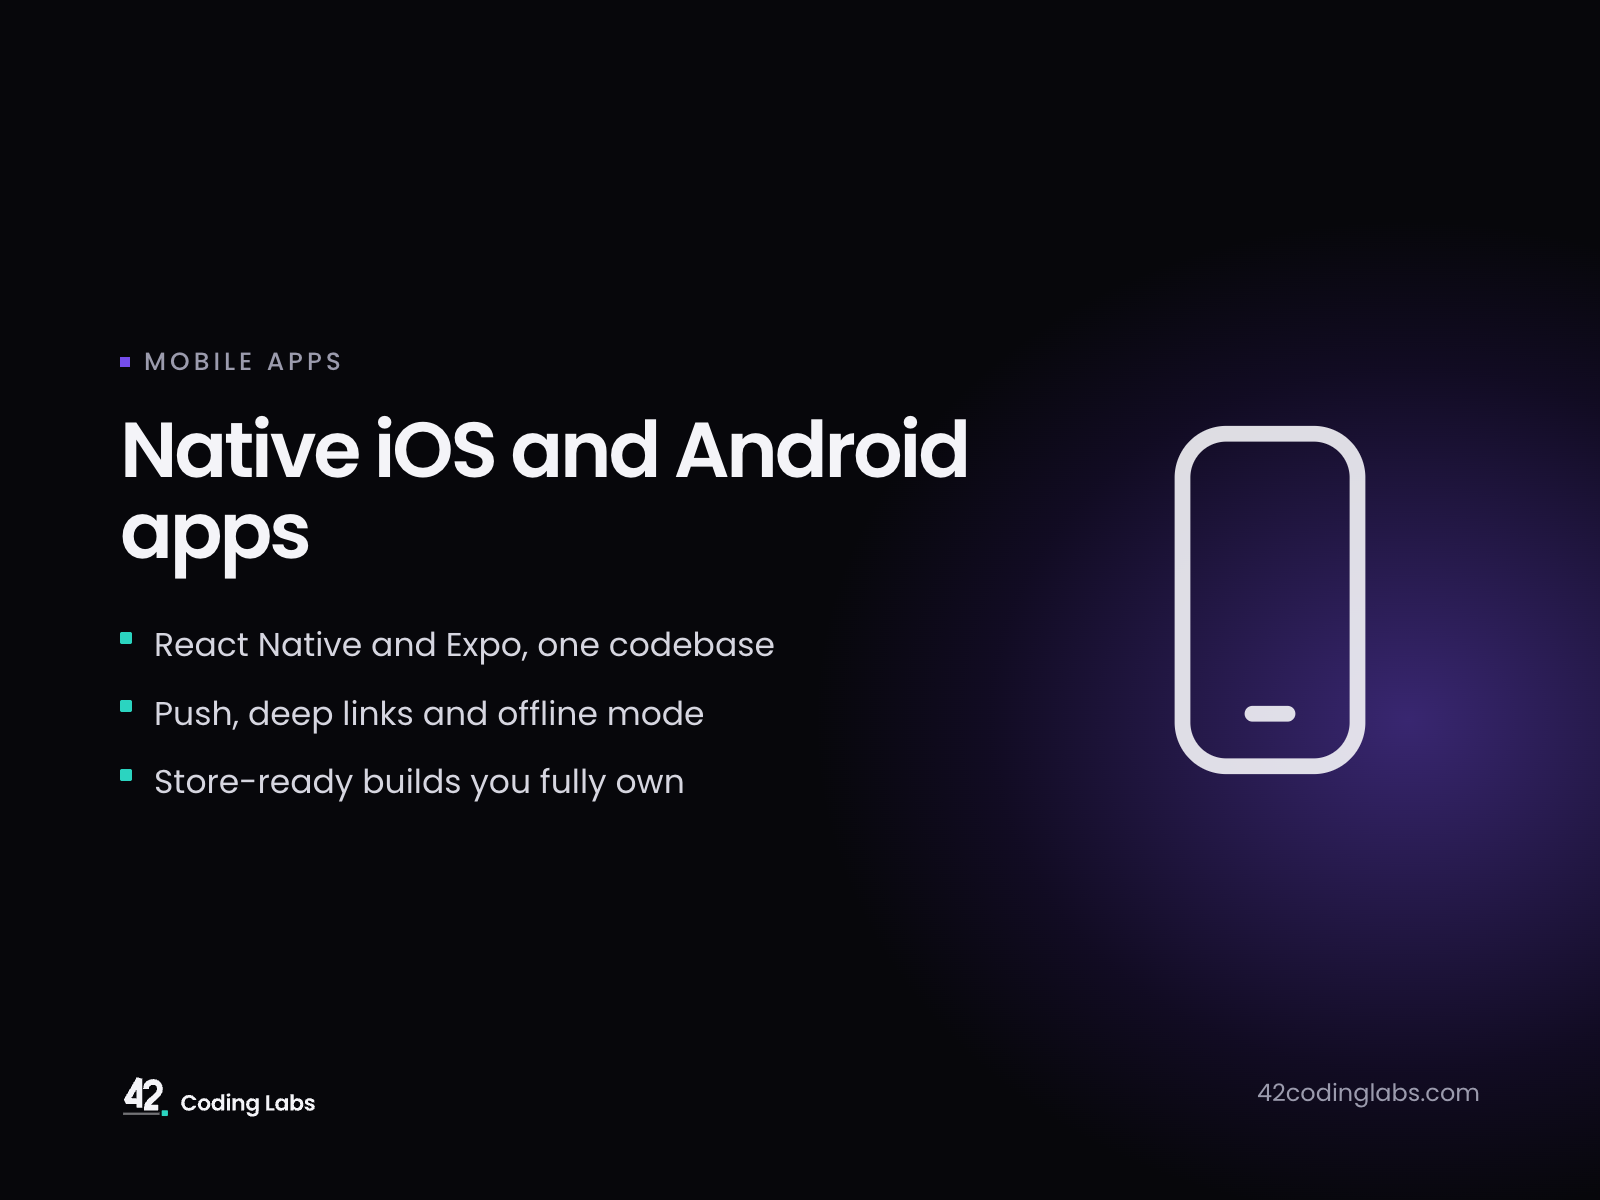 MOBILE APPS
Native iOS and Android
apps
React Native and Expo, one codebase
Push, deep links and offline mode
Store-ready builds you fully own
42 Coding Labs
42codinglabs.com